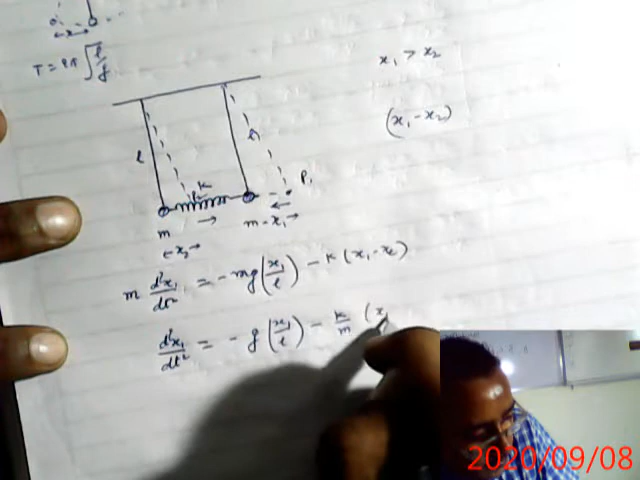 x
T = 2π√l/g
x₁ > x₂
(x₁ - x₂)
l
l
K
P₁
m
m - x₁ →
← x₂ →
m d²x₁/dt² = - mg (x₁/l) - K (x₁ - x₂)
d²x₁/dt² = - g (x₁/l) - K/m (x₁
2020/09/08